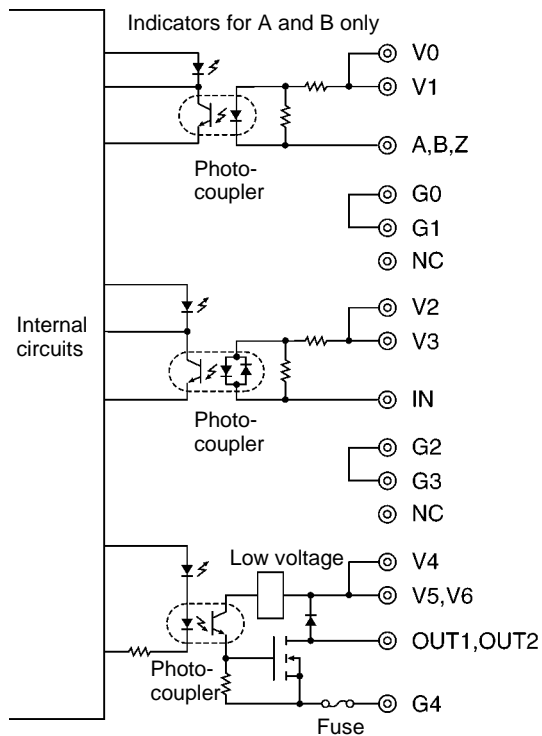 Indicators for A and B only
V0
V1
A,B,Z
Photo-
coupler
G0
G1
NC
V2
V3
Internal
circuits
IN
Photo-
coupler
G2
G3
NC
Low voltage
V4
V5,V6
OUT1,OUT2
Photo-
coupler
G4
Fuse